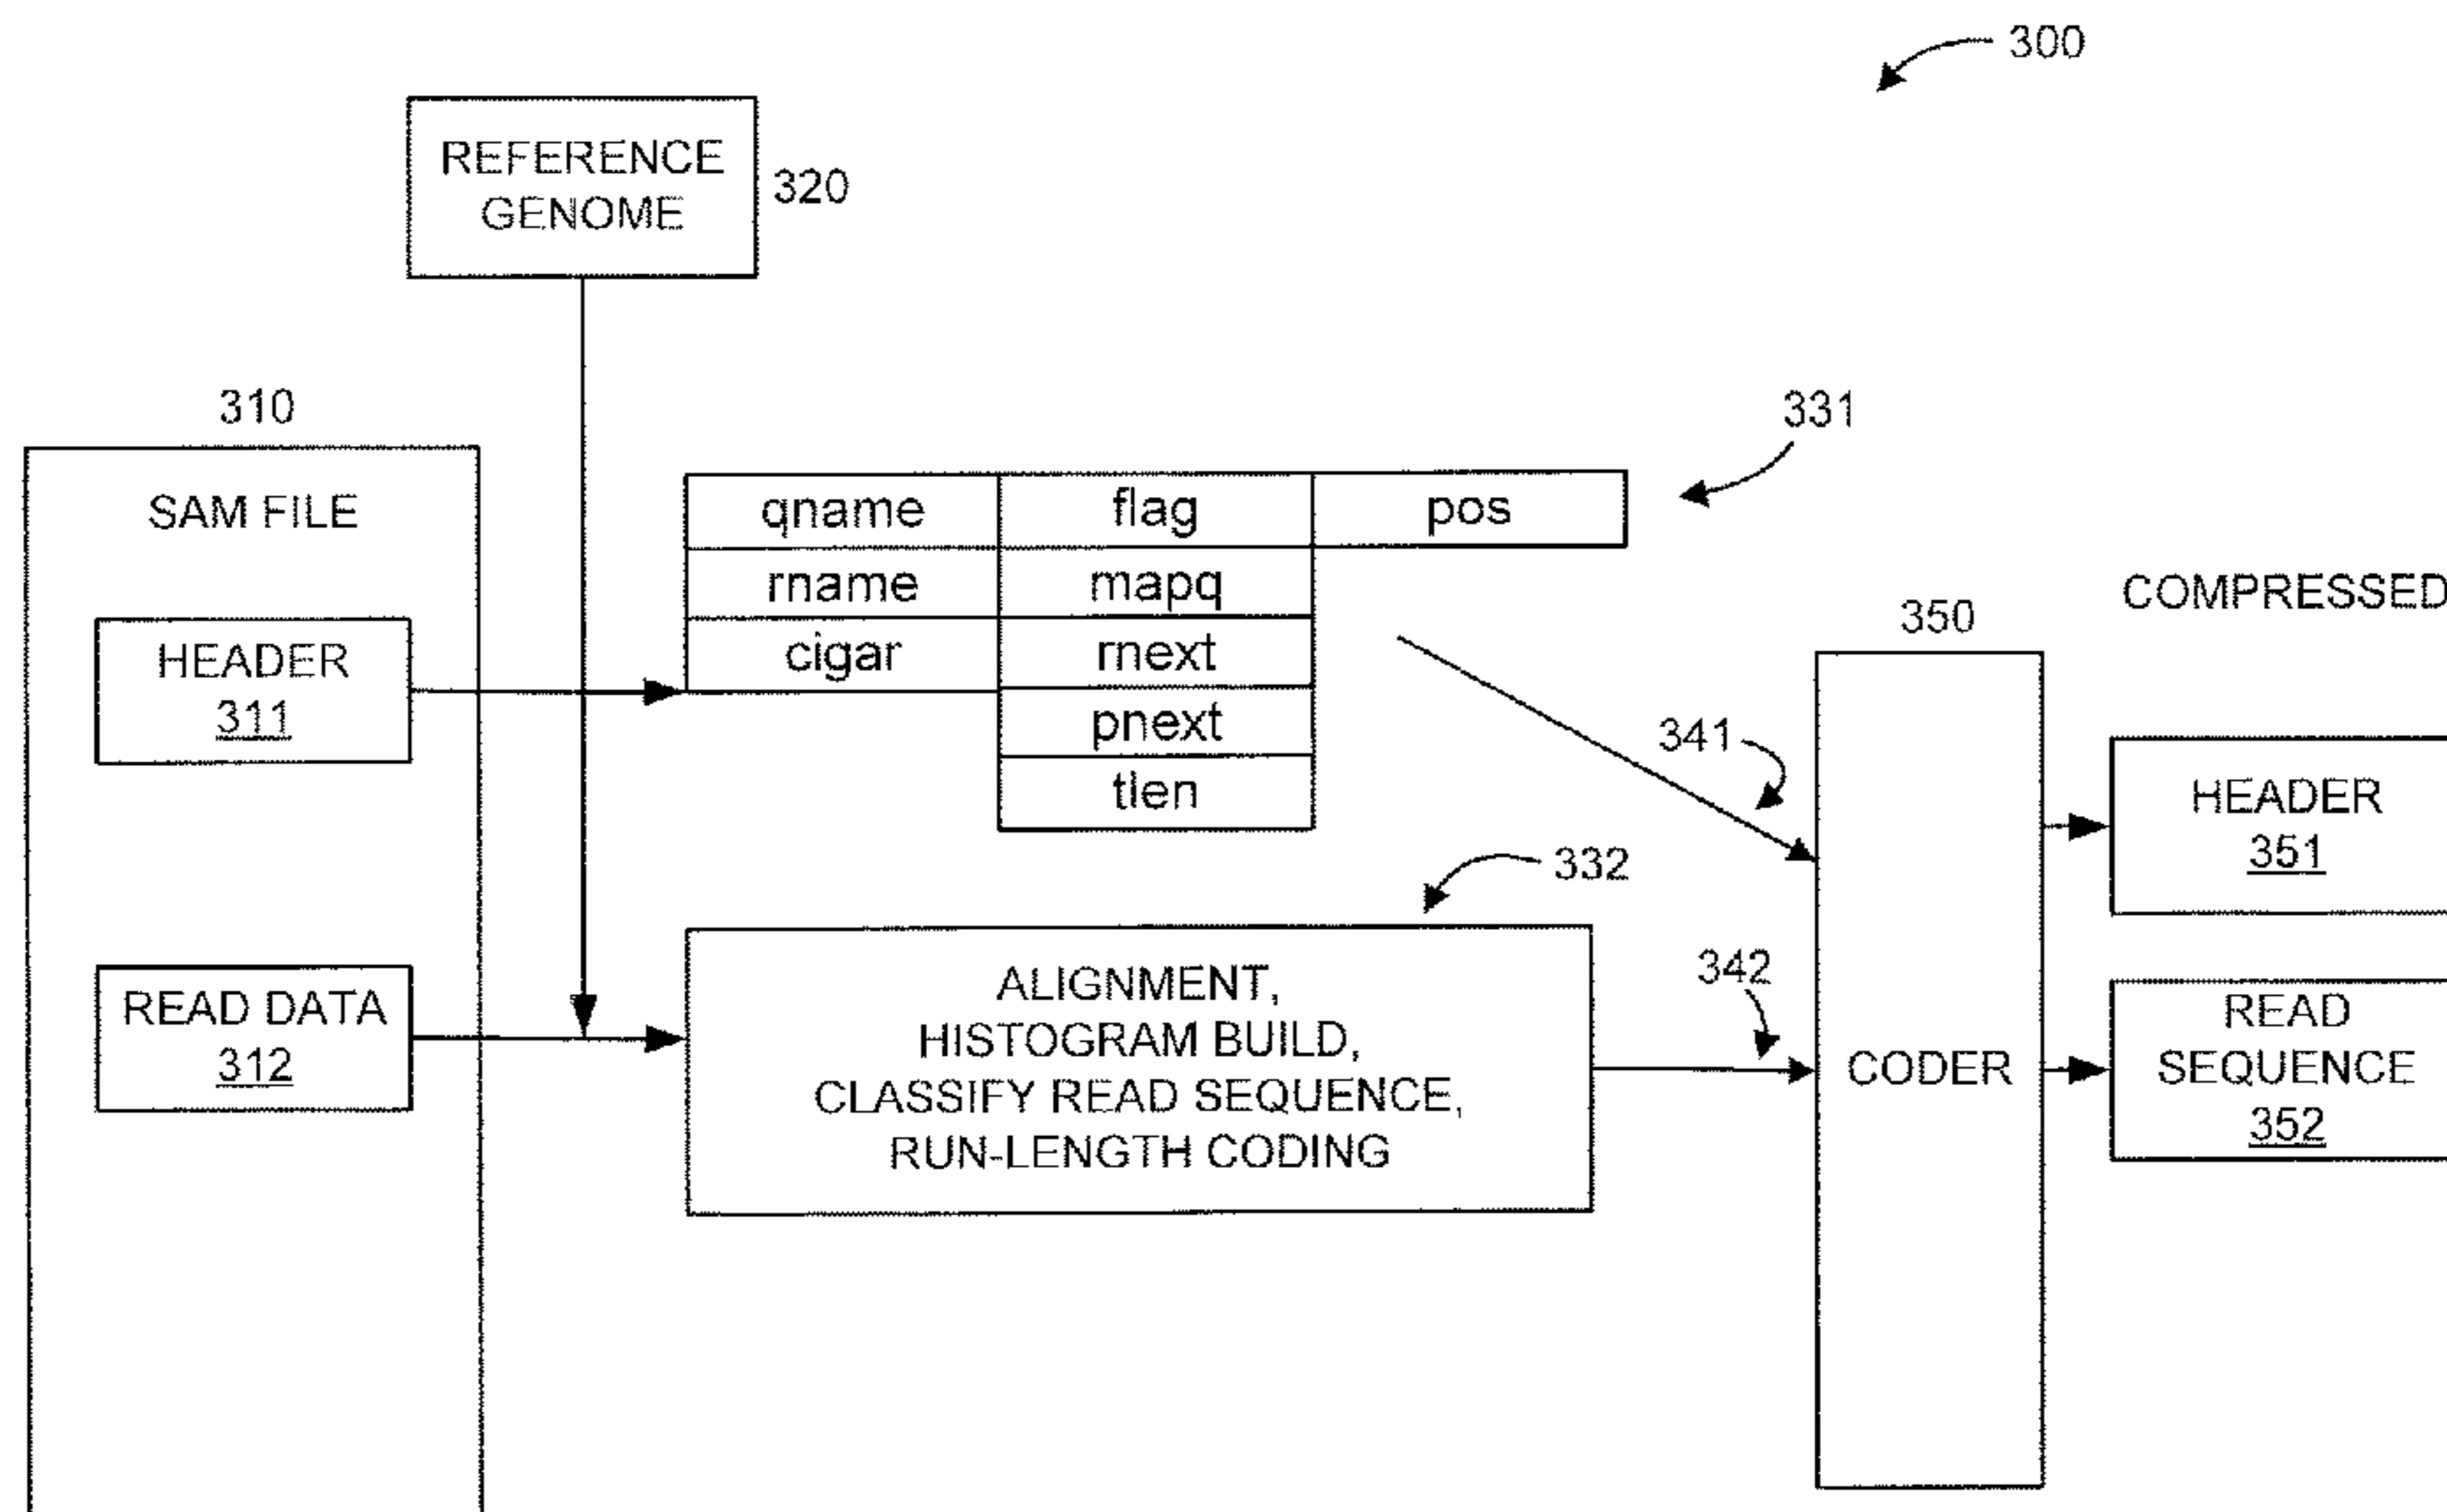 300
REFERENCE
GENOME
320
310
331
SAM FILE
qname flag pos
rname mapq
cigar rnext
pnext
tlen
COMPRESSED
350
HEADER
311
341
HEADER
351
332
342
READ DATA
312
ALIGNMENT,
HISTOGRAM BUILD,
CLASSIFY READ SEQUENCE,
RUN-LENGTH CODING
CODER
READ
SEQUENCE
352